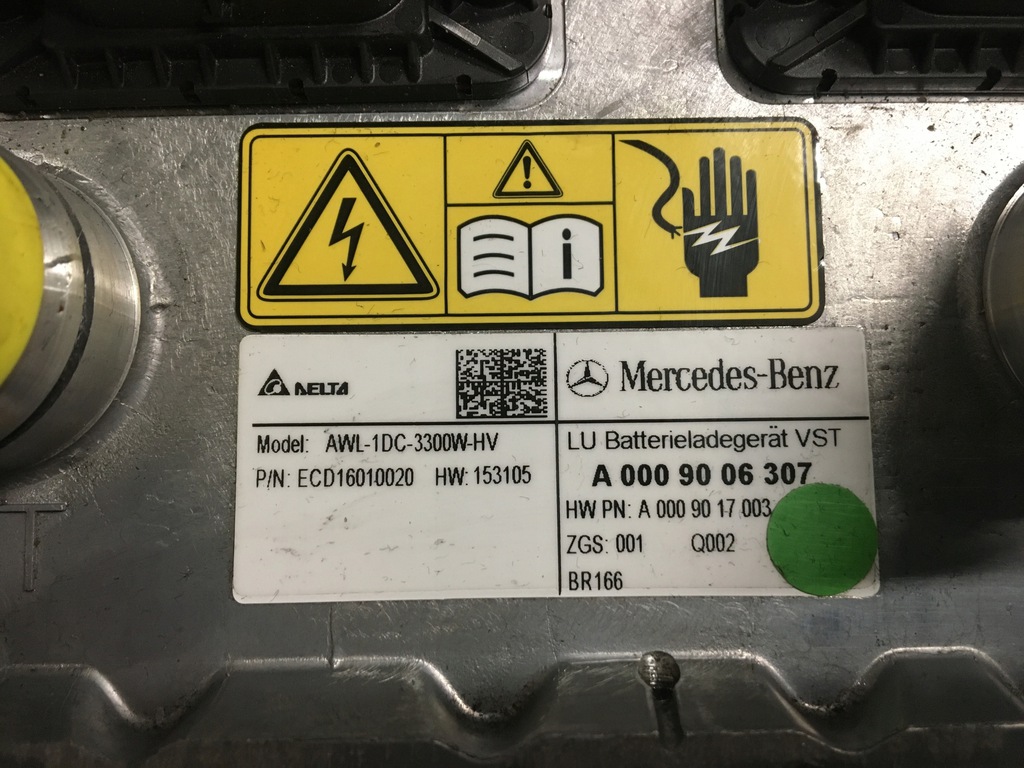 i
DELTA
Model: AWL-1DC-3300W-HV
P/N: ECD16010020 HW: 153105
Mercedes-Benz
LU Batterieladegerät VST
A 000 90 06 307
HW PN: A 000 90 17 003
ZGS: 001 Q002
BR166
T